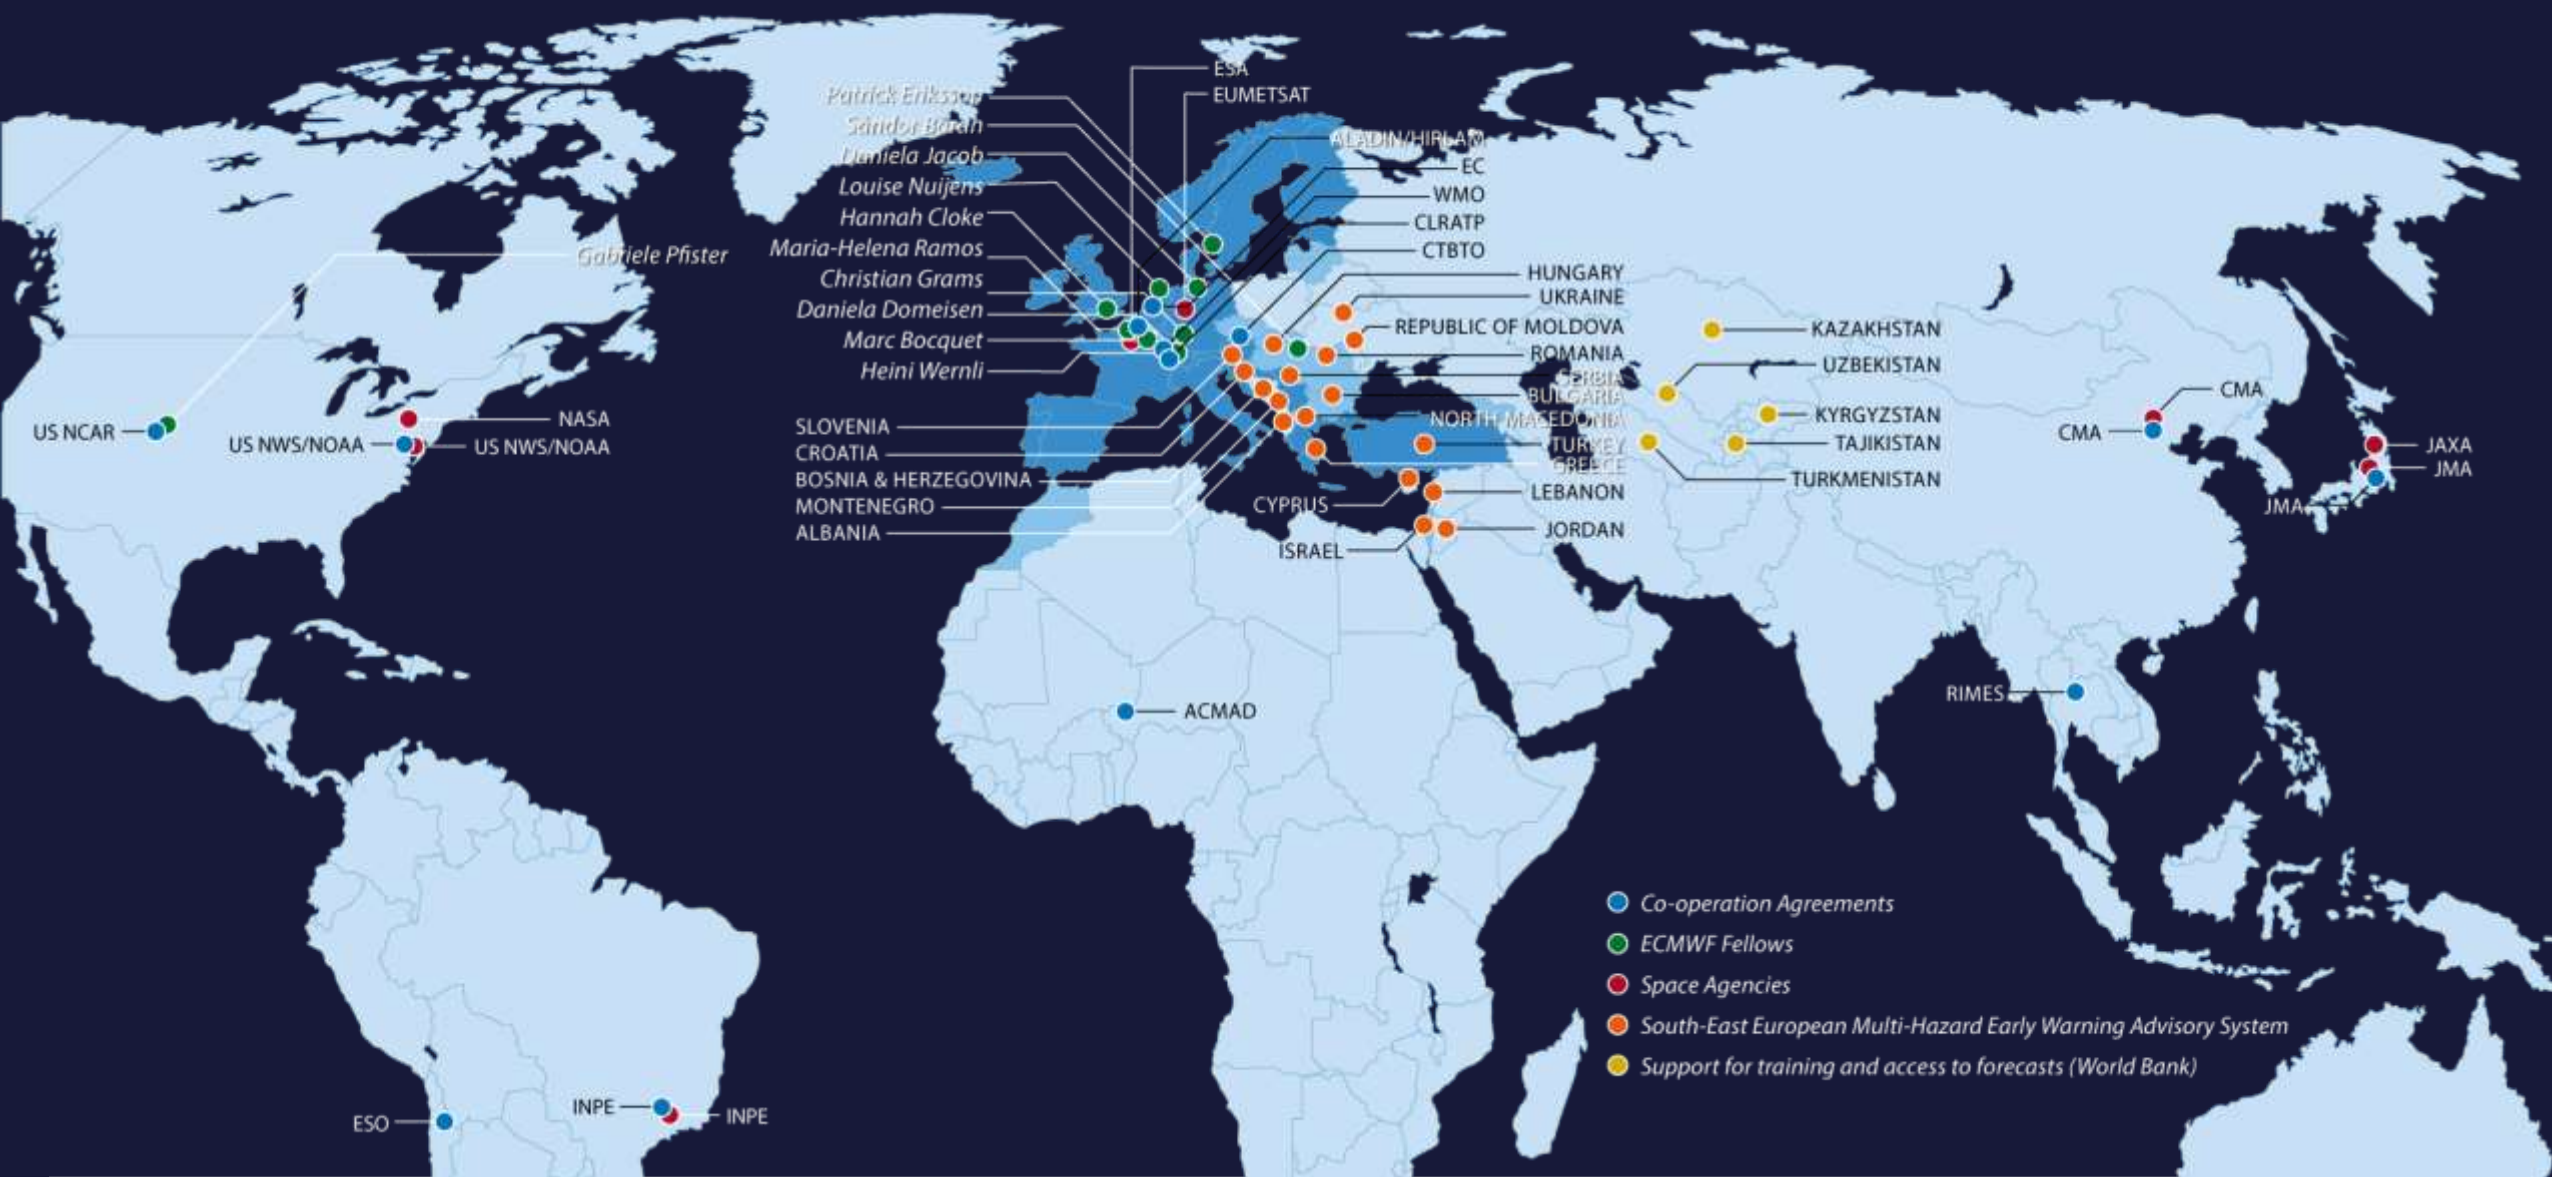 ESA
Patrick Eriksson
EUMETSAT
Sándor Baran
ALADIN/HIRLAM
Daniela Jacob
EC
Louise Nuijens
WMO
Hannah Cloke
CLRATP
Maria-Helena Ramos
CTBTO
Gabriele Pfister
Christian Grams
HUNGARY
Daniela Domeisen
UKRAINE
Marc Bocquet
REPUBLIC OF MOLDOVA
KAZAKHSTAN
Heini Wernli
ROMANIA
UZBEKISTAN
SERBIA
BULGARIA
CMA
US NCAR
NASA
SLOVENIA
NORTH MACEDONIA
KYRGYZSTAN
CMA
US NWS/NOAA
US NWS/NOAA
CROATIA
TURKEY
TAJIKISTAN
JAXA
GREECE
JMA
BOSNIA & HERZEGOVINA
TURKMENISTAN
LEBANON
MONTENEGRO
CYPRUS
JMA
ALBANIA
JORDAN
ISRAEL
RIMES
ACMAD
Co-operation Agreements
ECMWF Fellows
Space Agencies
South-East European Multi-Hazard Early Warning Advisory System
Support for training and access to forecasts (World Bank)
INPE
INPE
ESO